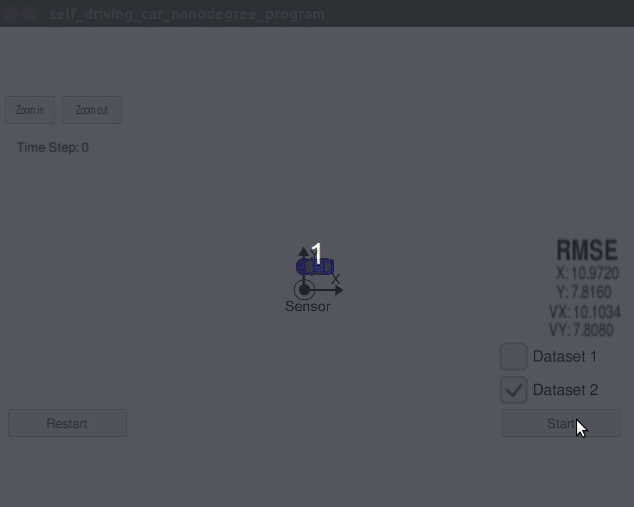 self_driving_car_nanodegree_program
Zoom in
Zoom out
Time Step: 0
1
X
Sensor
RMSE
X: 10.9720
Y: 7.8160
VX: 10.1034
VY: 7.8080
Dataset 1
Dataset 2
Restart
Start